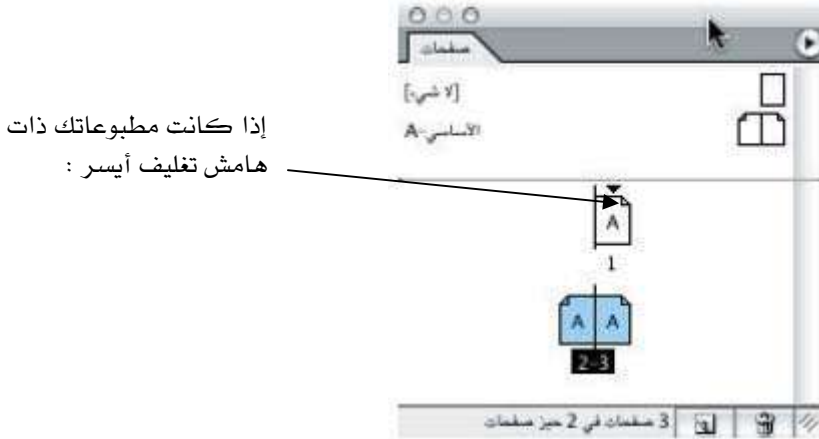 صفحات
[لا شيء]
A-الأساسي
إذا كانت مطبوعاتك ذات
هامش تغليف أيسر :
A
1
A A
2-3
3 صفحات في 2 حيز صفحات